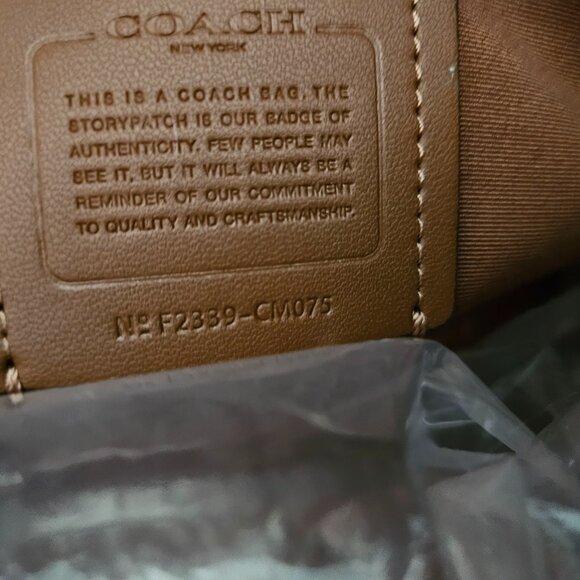 COACH
NEW YORK
THIS IS A COACH BAG. THE
STORYPATCH IS OUR BADGE OF
AUTHENTICITY. FEW PEOPLE MAY
SEE IT, BUT IT WILL ALWAYS BE A
REMINDER OF OUR COMMITMENT
TO QUALITY AND CRAFTSMANSHIP.
Nº F2339-CM075